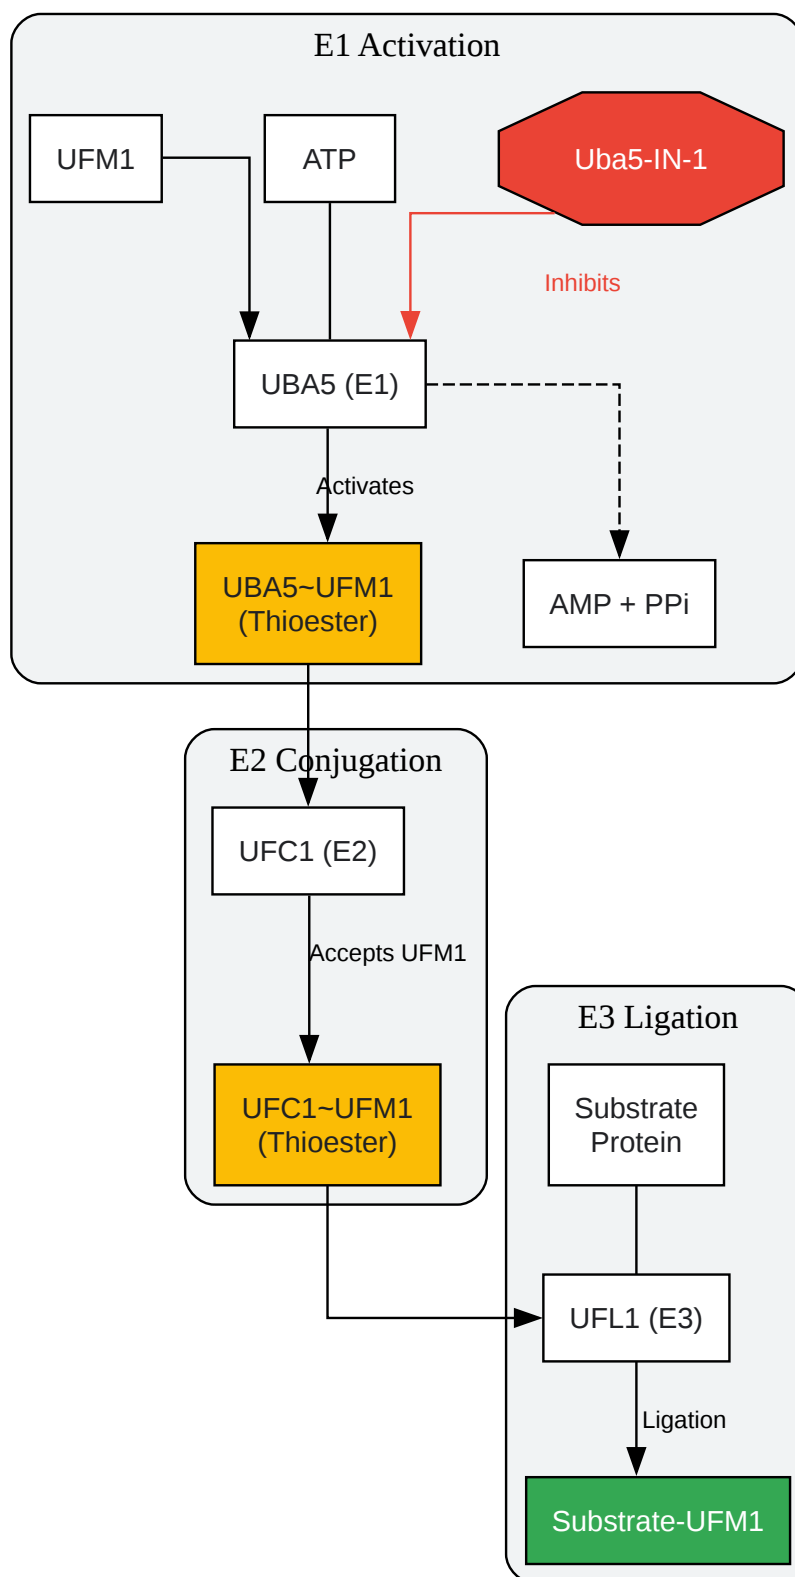 E1 Activation
UFM1
ATP
Uba5-IN-1
Inhibits
UBA5 (E1)
Activates
UBA5~UFM1
(Thioester)
AMP + PPi
E2 Conjugation
UFC1 (E2)
Accepts UFM1
UFC1~UFM1
(Thioester)
E3 Ligation
Substrate
Protein
UFL1 (E3)
Ligation
Substrate-UFM1